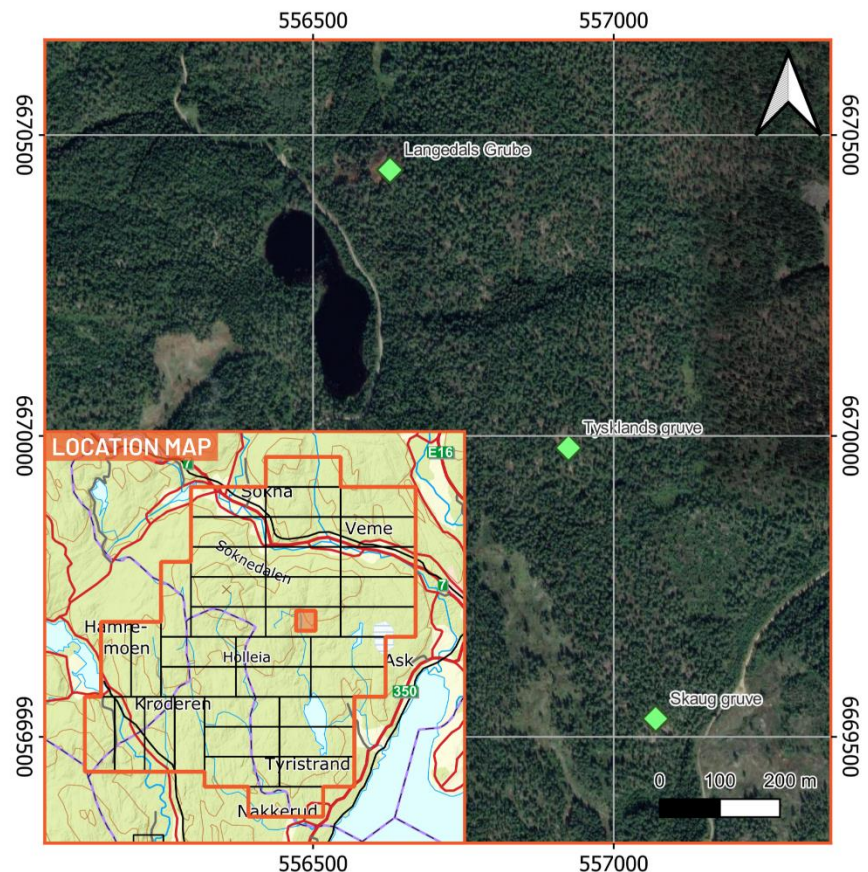 556500 557000
6670500
6670500
Langedals Grube
6670000
6670000
Tysklands gruve
LOCATION MAP
7
E16
Sokna
Veme
Soknedalen
7
Hamre-
moen
Holleia
Ask
Krøderen
350
Tyristrand
Nakkerud
Skaug gruve
6669500
6669500
0 100 200 m
556500 557000